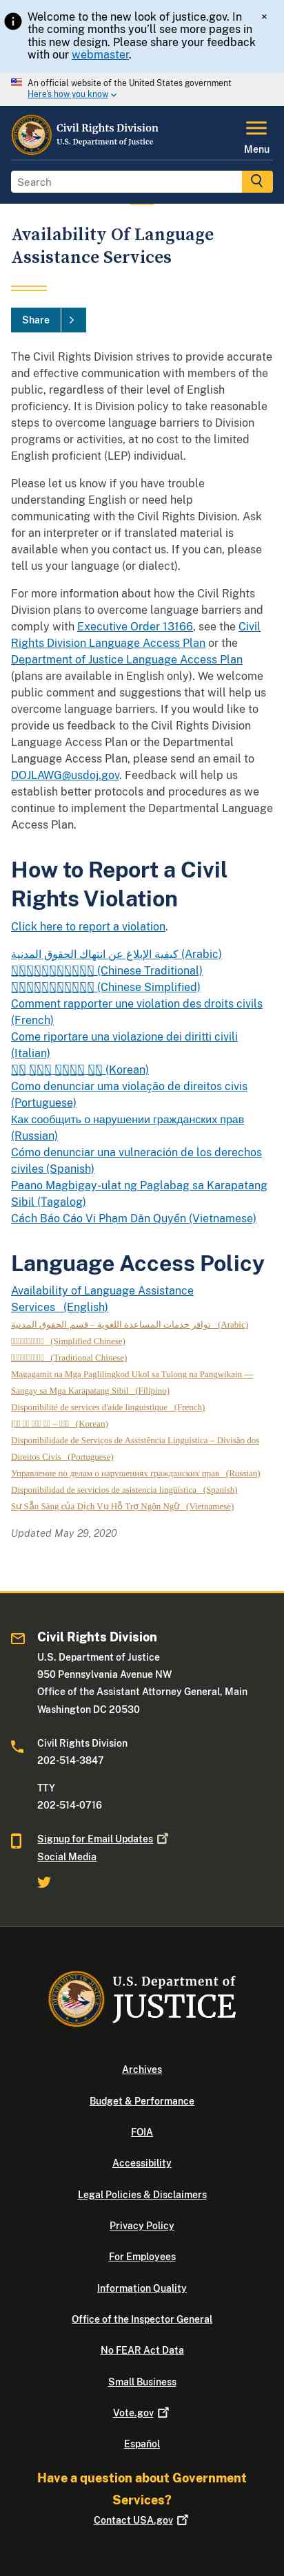 Welcome to the new look of justice.gov. In
the coming months you'll see more pages in
this new design. Please share your feedback
with our webmaster.
×
An official website of the United States government
Here's how you know
Civil Rights Division
U.S. Department of Justice
Menu
Search
Availability Of Language
Assistance Services
Share
The Civil Rights Division strives to provide accurate
and effective communication with members of the
public, regardless of their level of English
proficiency. It is Division policy to take reasonable
steps to overcome language barriers to Division
programs or activities, at no cost to the limited
English proficient (LEP) individual.
Please let us know if you have trouble
understanding English or need help
communicating with the Civil Rights Division. Ask
for an interpreter or if translated material is
available when you contact us. If you can, please
tell us your language (or dialect).
For more information about how the Civil Rights
Division plans to overcome language barriers and
comply with Executive Order 13166, see the Civil
Rights Division Language Access Plan or the
Department of Justice Language Access Plan
(plans are available in English only). We welcome
public comment and suggestions that will help us
overcome language barriers. If you would like to
provide us feedback to the Civil Rights Division
Language Access Plan or the Departmental
Language Access Plan, please send an email to
DOJLAWG@usdoj.gov. Feedback will help us
establish better protocols and procedures as we
continue to implement the Departmental Language
Access Plan.
How to Report a Civil
Rights Violation
Click here to report a violation.
كيفية الإبلاغ عن انتهاك الحقوق المدنية (Arabic)
(Chinese Traditional)
(Chinese Simplified)
Comment rapporter une violation des droits civils
(French)
Come riportare una violazione dei diritti civili
(Italian)
(Korean)
Como denunciar uma violação de direitos civis
(Portuguese)
Как сообщить о нарушении гражданских прав
(Russian)
Cómo denunciar una vulneración de los derechos
civiles (Spanish)
Paano Magbigay-ulat ng Paglabag sa Karapatang
Sibil (Tagalog)
Cách Báo Cáo Vi Phạm Dân Quyền (Vietnamese)
Language Access Policy
Availability of Language Assistance
Services (English)
توافر خدمات المساعدة اللغوية – قسم الحقوق المدنية (Arabic)
(Simplified Chinese)
(Traditional Chinese)
Magagamit na Mga Paglilingkod Ukol sa Tulong na Pangwikain —
Sangay sa Mga Karapatang Sibil (Filipino)
Disponibilité de services d'aide linguistique (French)
(Korean)
Disponibilidade de Serviços de Assistência Linguística – Divisão dos
Direitos Civis (Portuguese)
Управление по делам о нарушениях гражданских прав (Russian)
Disponibilidad de servicios de asistencia lingüística (Spanish)
Sự Sẵn Sàng của Dịch Vụ Hỗ Trợ Ngôn Ngữ (Vietnamese)
Updated May 29, 2020
Civil Rights Division
U.S. Department of Justice
950 Pennsylvania Avenue NW
Office of the Assistant Attorney General, Main
Washington DC 20530
Civil Rights Division
202-514-3847
TTY
202-514-0716
Signup for Email Updates
Social Media
U.S. Department of
JUSTICE
Archives
Budget & Performance
FOIA
Accessibility
Legal Policies & Disclaimers
Privacy Policy
For Employees
Information Quality
Office of the Inspector General
No FEAR Act Data
Small Business
Vote.gov
Español
Have a question about Government
Services?
Contact USA.gov